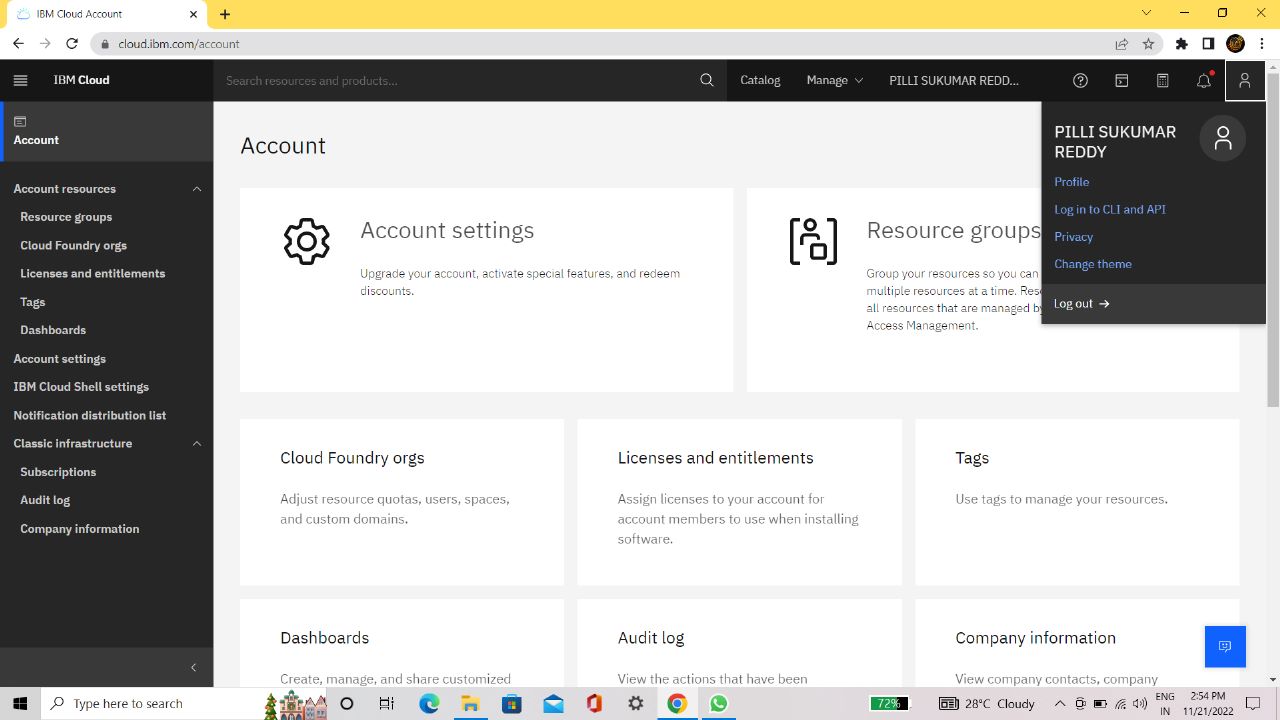 IBM Cloud Account
cloud.ibm.com/account
IBM Cloud
Search resources and products...
Catalog
Manage
PILLI SUKUMAR REDD...
Account
Account resources
Resource groups
Cloud Foundry orgs
Licenses and entitlements
Tags
Dashboards
Account settings
IBM Cloud Shell settings
Notification distribution list
Classic infrastructure
Subscriptions
Audit log
Company information
Account
Account settings
Upgrade your account, activate special features, and redeem
discounts.
Resource groups
Group your resources so you can
multiple resources at a time. Res
all resources that are managed by
Access Management.
PILLI SUKUMAR
REDDY
Profile
Log in to CLI and API
Privacy
Change theme
Log out →
Cloud Foundry orgs
Adjust resource quotas, users, spaces,
and custom domains.
Licenses and entitlements
Assign licenses to your account for
account members to use when installing
software.
Tags
Use tags to manage your resources.
Dashboards
Create, manage, and share customized
Audit log
View the actions that have been
Company information
View company contacts, company
Type here to search
72%
28°C Cloudy
ENG
IN
2:54 PM
11/21/2022